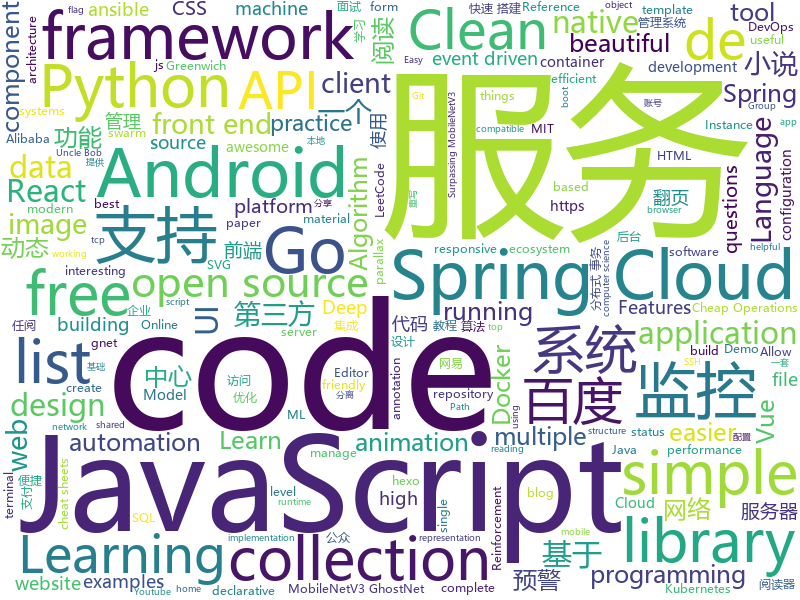 flag ansible CSS machine 面试 form 快速 搭建 Reference template DevOps
architecture 学习 阅读 component native tool 管理系统 useful
framework Clean de beautiful object 小说
js Greenwich event driven container efficient development Easy
Python API 一个 client 服务 Spring boot things 账号
systems Alibaba 管理 front end practice 使用 Git Group app
功能 swarm source awesome 本地 compatible MIT Instance
Uncle Bob 提供 data Android Language HTML
React best platform LeetCode Surpassing MobileNetV3 based questions configuration
modern 支持 Go Algorithm 画图 https 翻页
image paper material 分享 browser
动态 working 前端 parallax responsive ecosystem 后台 分布式 事务 computer science software
interesting SVG open source Spring Cloud helpful
tcp free UI 第三方 running Features Cheap Operations
任阅 企业 building Online Deep 集成 代码 教程 算法 gnet server 设计 build Demo Allow
script 中心 friendly Editor 网易 系统 application
list code 百度 监控 SSH top 一套
基础 create 访问 Model annotation repository Path file
design 优化 分离 ML Docker using easier Vue
JavaScript shared 配置
web automation Learn multiple status Java performance
network manage animation structure reading simple
terminal 便捷 支付 hexo level Cloud
cheat sheets blog 网络 服务器
Learning SQL runtime collection high single library
公众 Reinforcement 基于
website examples 预警 programming 阅读器
Youtube home declarative implementation representation MobileNetV3 GhostNet complete mobile Kubernetes